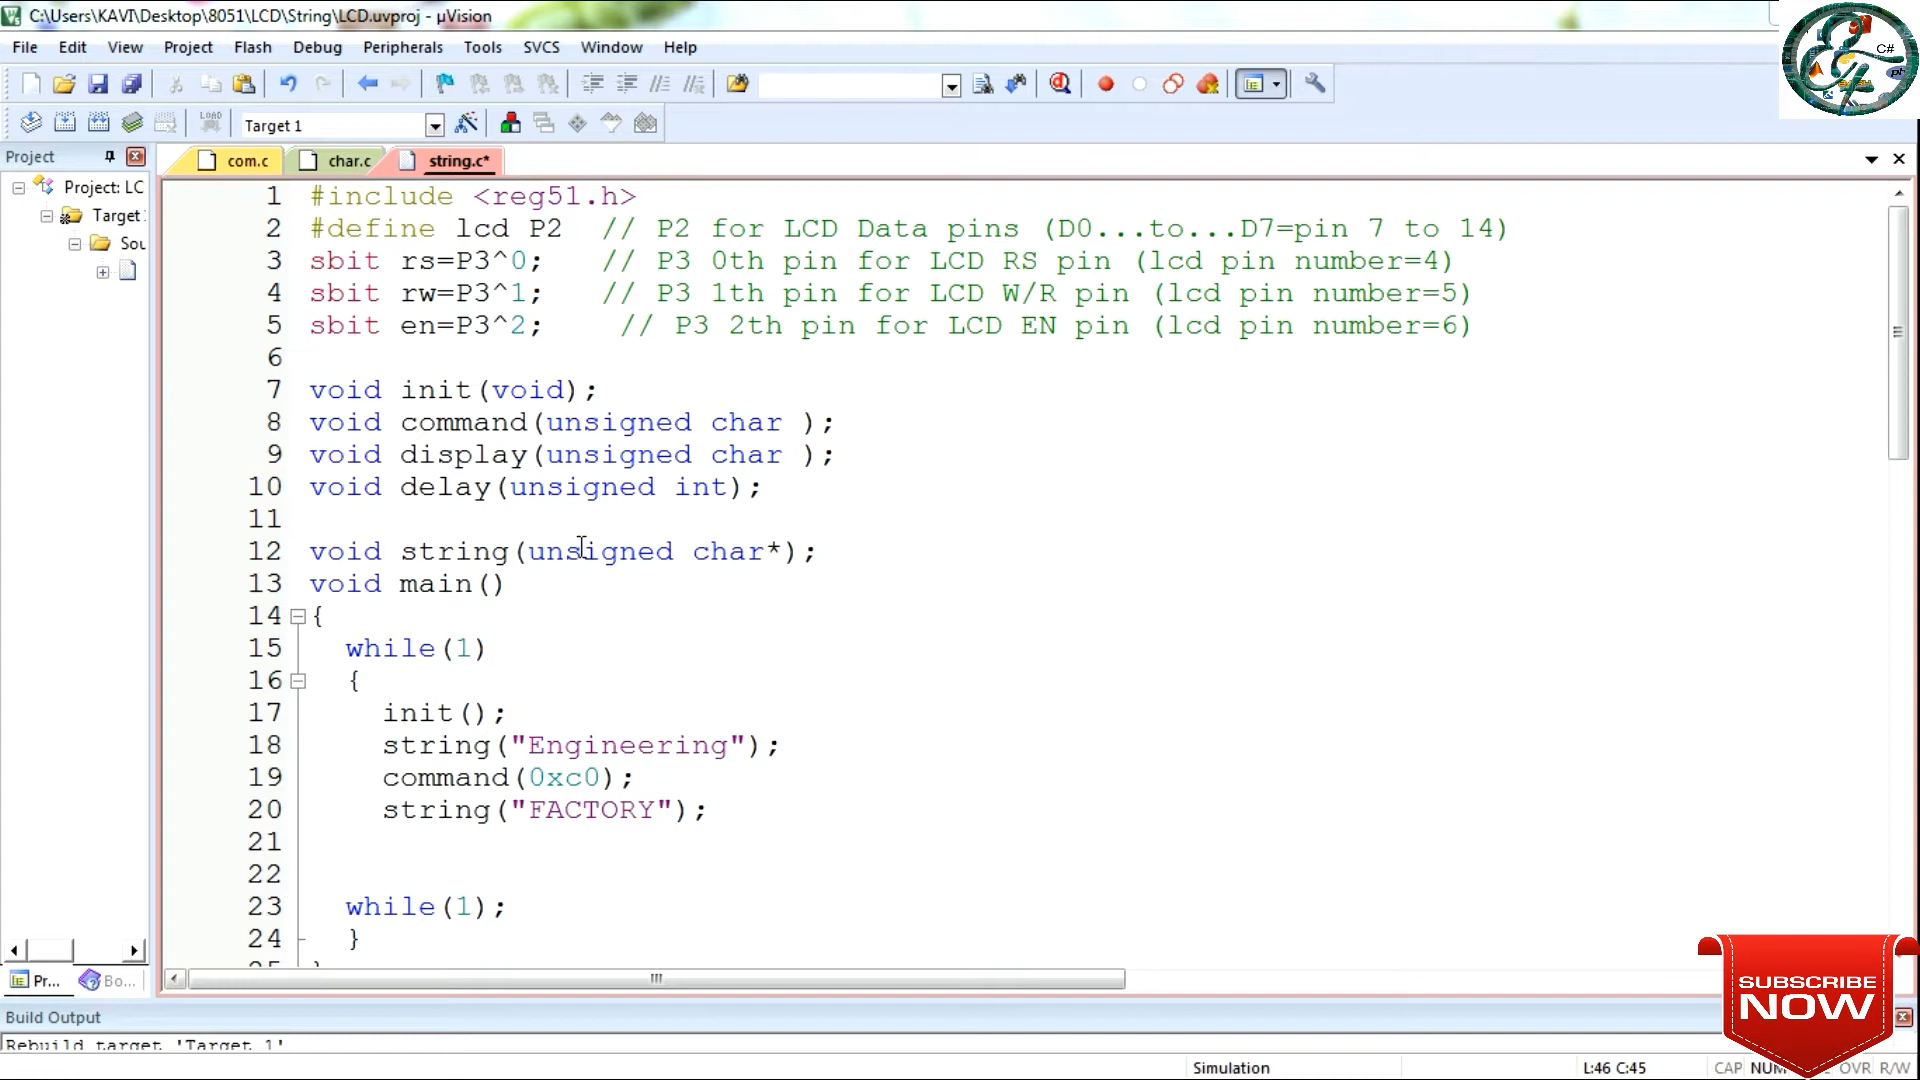 C:\Users\KAVI\Desktop\8051\LCD\String\LCD.uvproj - µVision
File Edit View Project Flash Debug Peripherals Tools SVCS Window Help
C#
LOAD Target 1
Project com.c char.c string.c*
Project: LC
Target
Sou
1 #include <reg51.h>
2 #define lcd P2 // P2 for LCD Data pins (D0...to...D7=pin 7 to 14)
3 sbit rs=P3^0; // P3 0th pin for LCD RS pin (lcd pin number=4)
4 sbit rw=P3^1; // P3 1th pin for LCD W/R pin (lcd pin number=5)
5 sbit en=P3^2; // P3 2th pin for LCD EN pin (lcd pin number=6)
6
7 void init(void);
8 void command(unsigned char );
9 void display(unsigned char );
10 void delay(unsigned int);
11
12 void string(unsigned char*);
13 void main()
14 {
15 while(1)
16 {
17 init();
18 string("Engineering");
19 command(0xc0);
20 string("FACTORY");
21
22
23 while(1);
24 }
Pr... Bo...
SUBSCRIBE
NOW
Build Output
Rebuild target 'Target 1'
Simulation L:46 C:45 CAP NUM OVR R/W